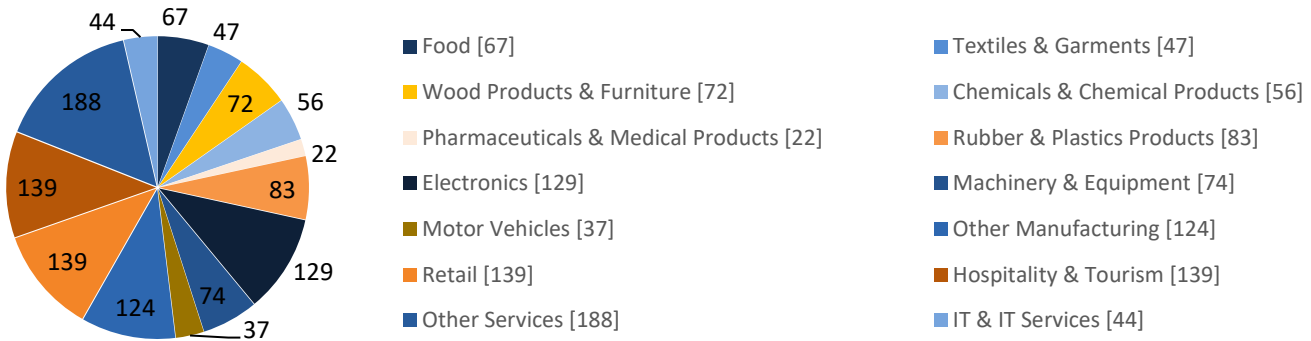 44
67
47
72
56
22
83
129
74
37
124
139
139
188
Food [67]
Textiles & Garments [47]
Wood Products & Furniture [72]
Chemicals & Chemical Products [56]
Pharmaceuticals & Medical Products [22]
Rubber & Plastics Products [83]
Electronics [129]
Machinery & Equipment [74]
Motor Vehicles [37]
Other Manufacturing [124]
Retail [139]
Hospitality & Tourism [139]
Other Services [188]
IT & IT Services [44]